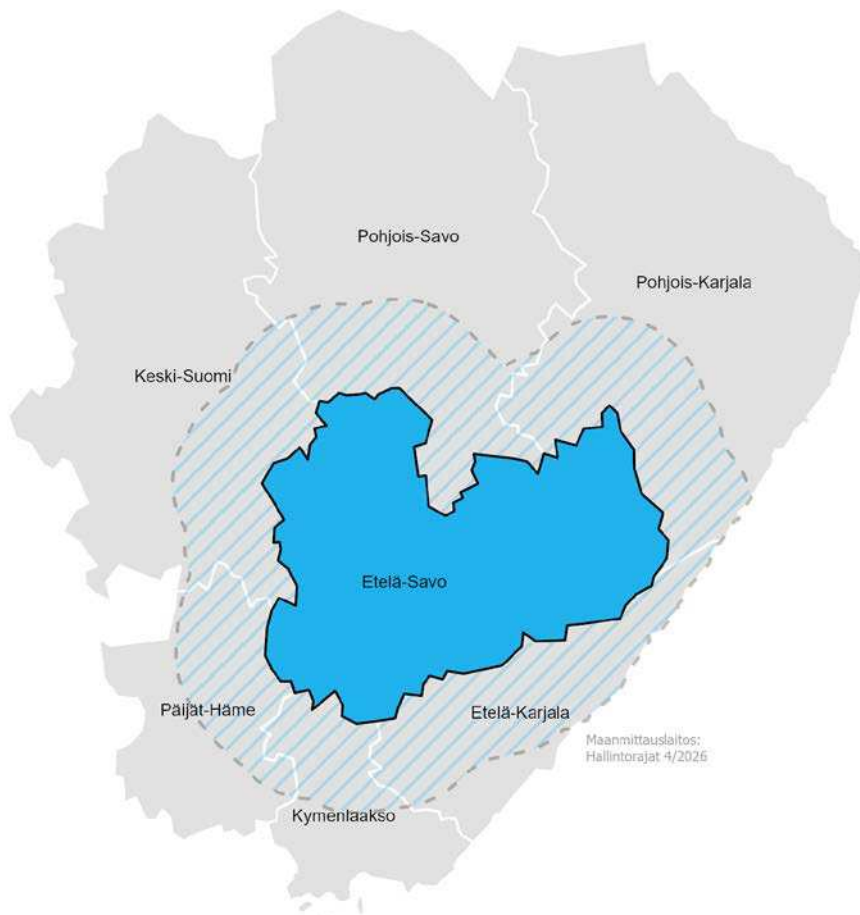 Pohjois-Savo
Pohjois-Karjala
Keski-Suomi
Etelä-Savo
Päijät-Häme
Etelä-Karjala
Maanmittauslaitos:
Hallintorajat 4/2026
Kymenlaakso